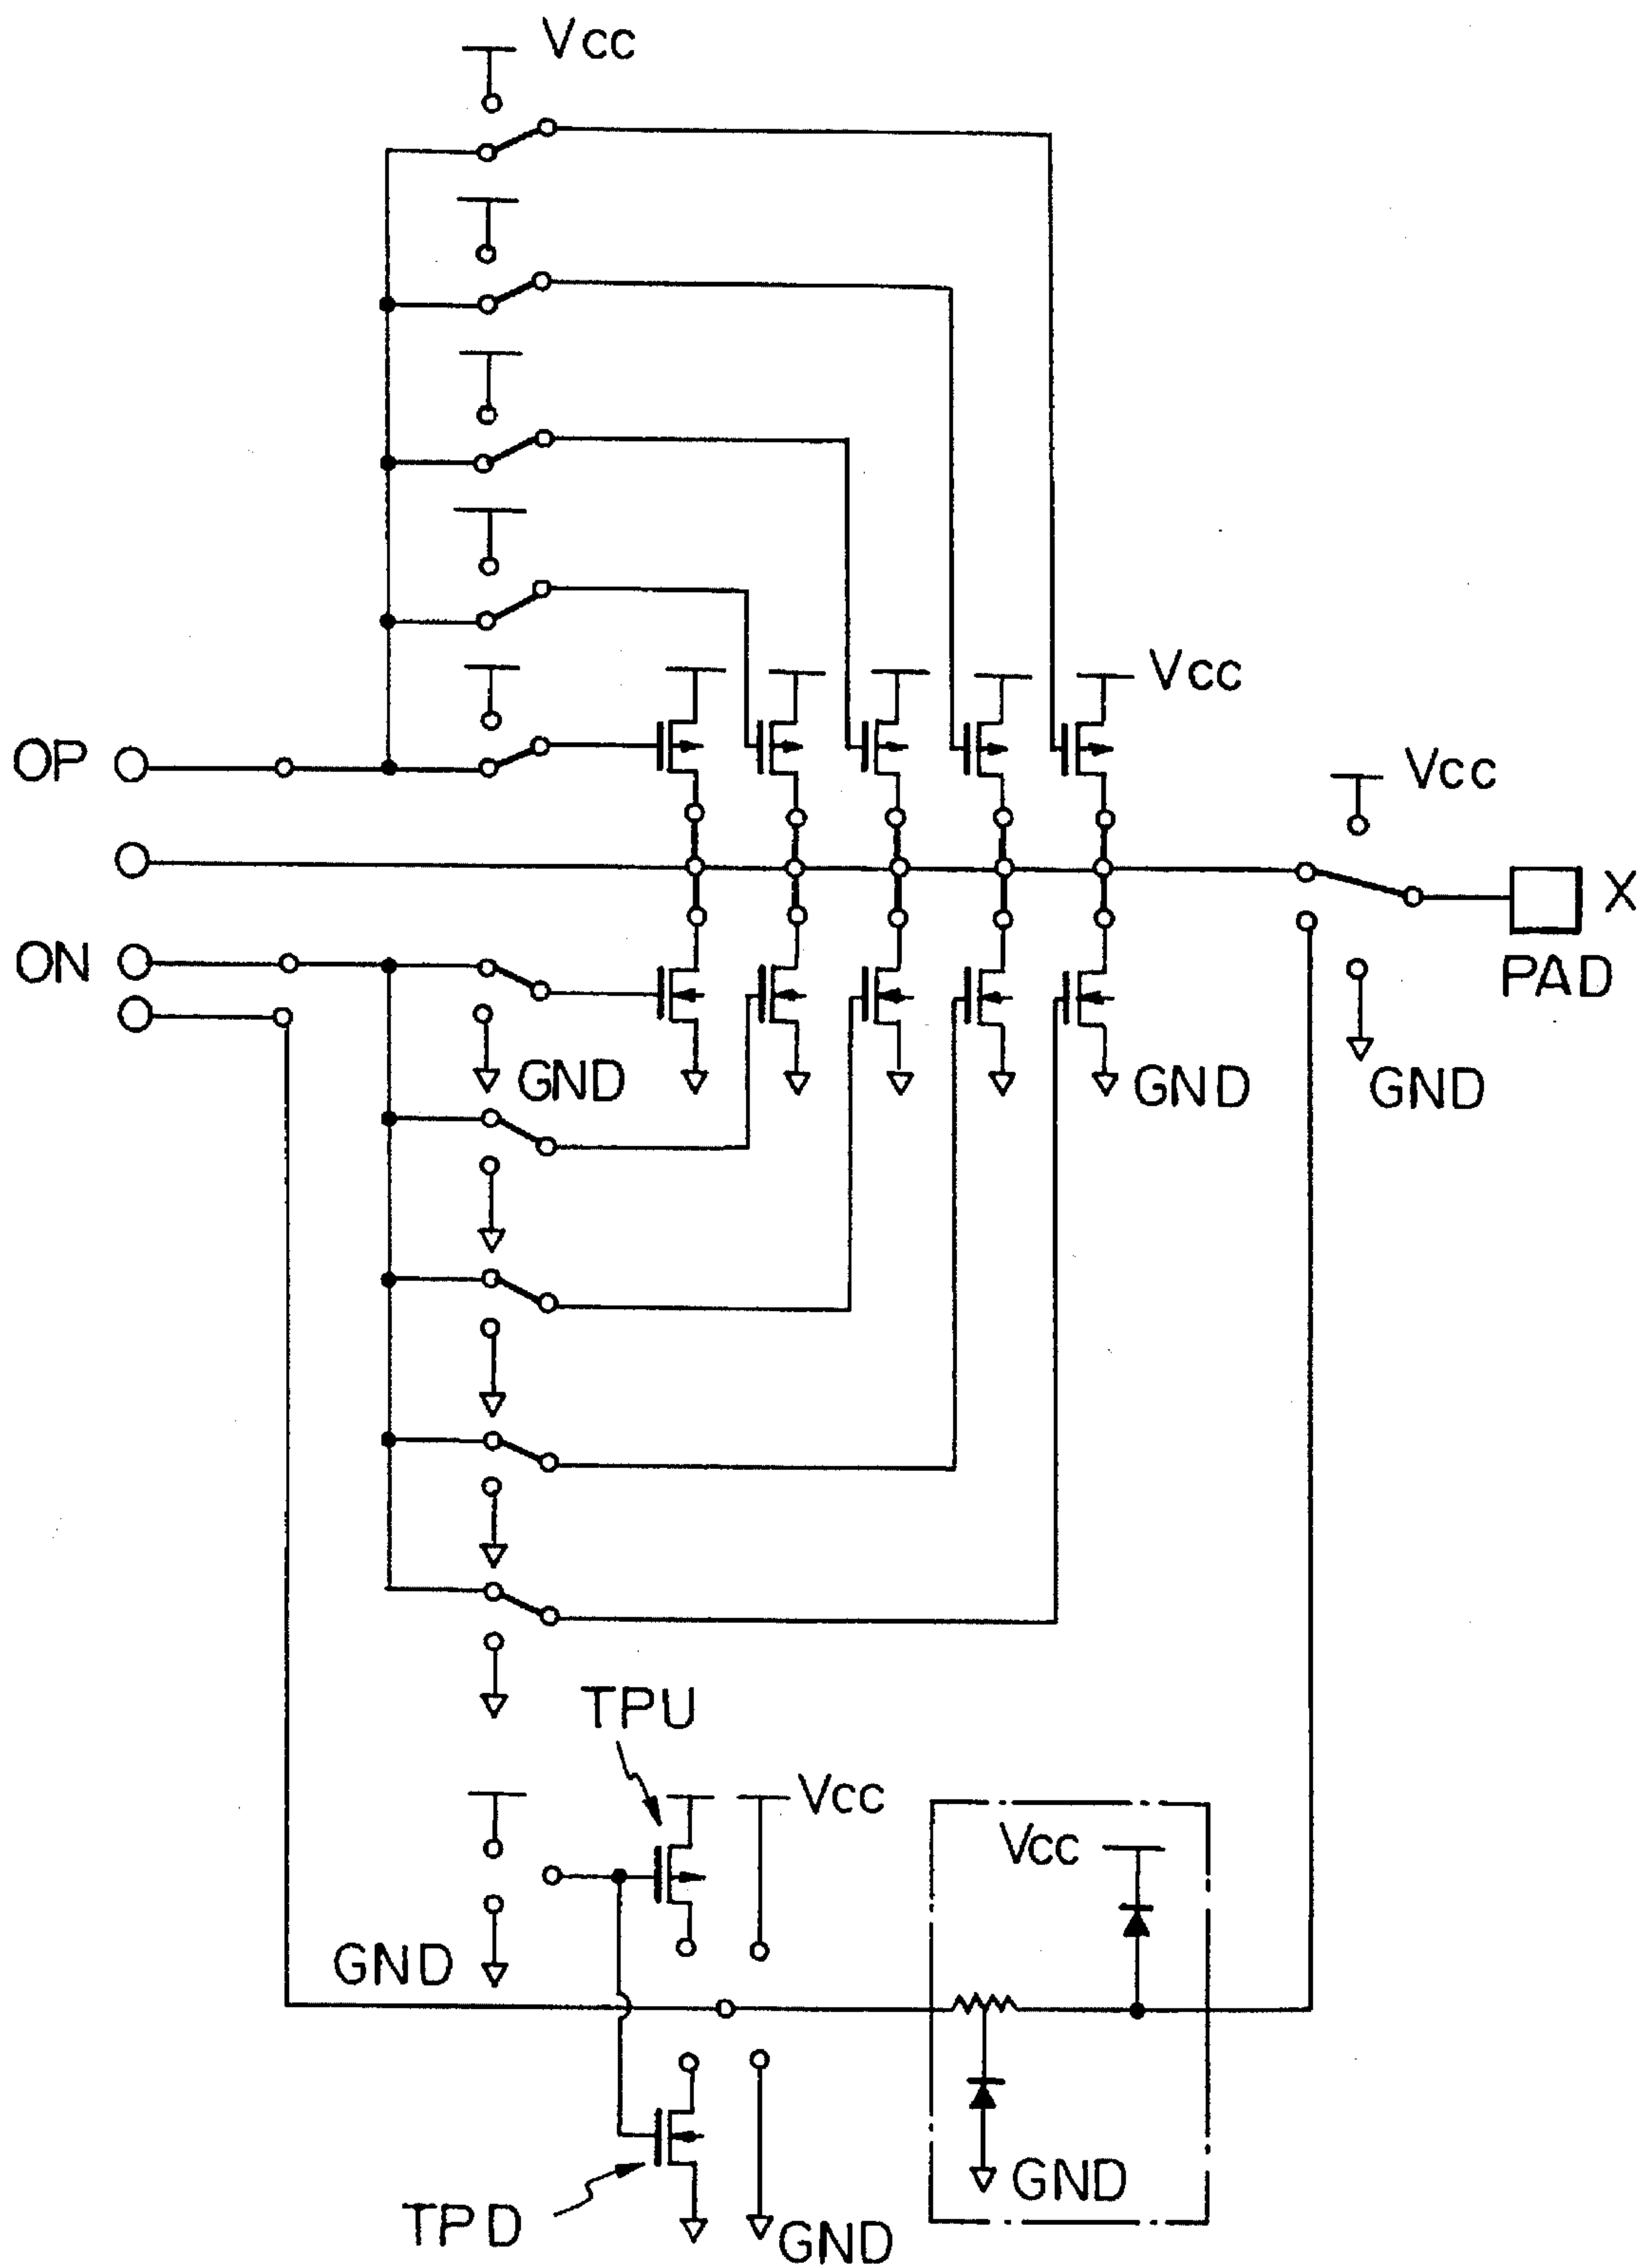 Vcc
Vcc
OP
Vcc
X
ON
PAD
GND
GND
GND
TPU
Vcc
Vcc
GND
GND
TPD
GND